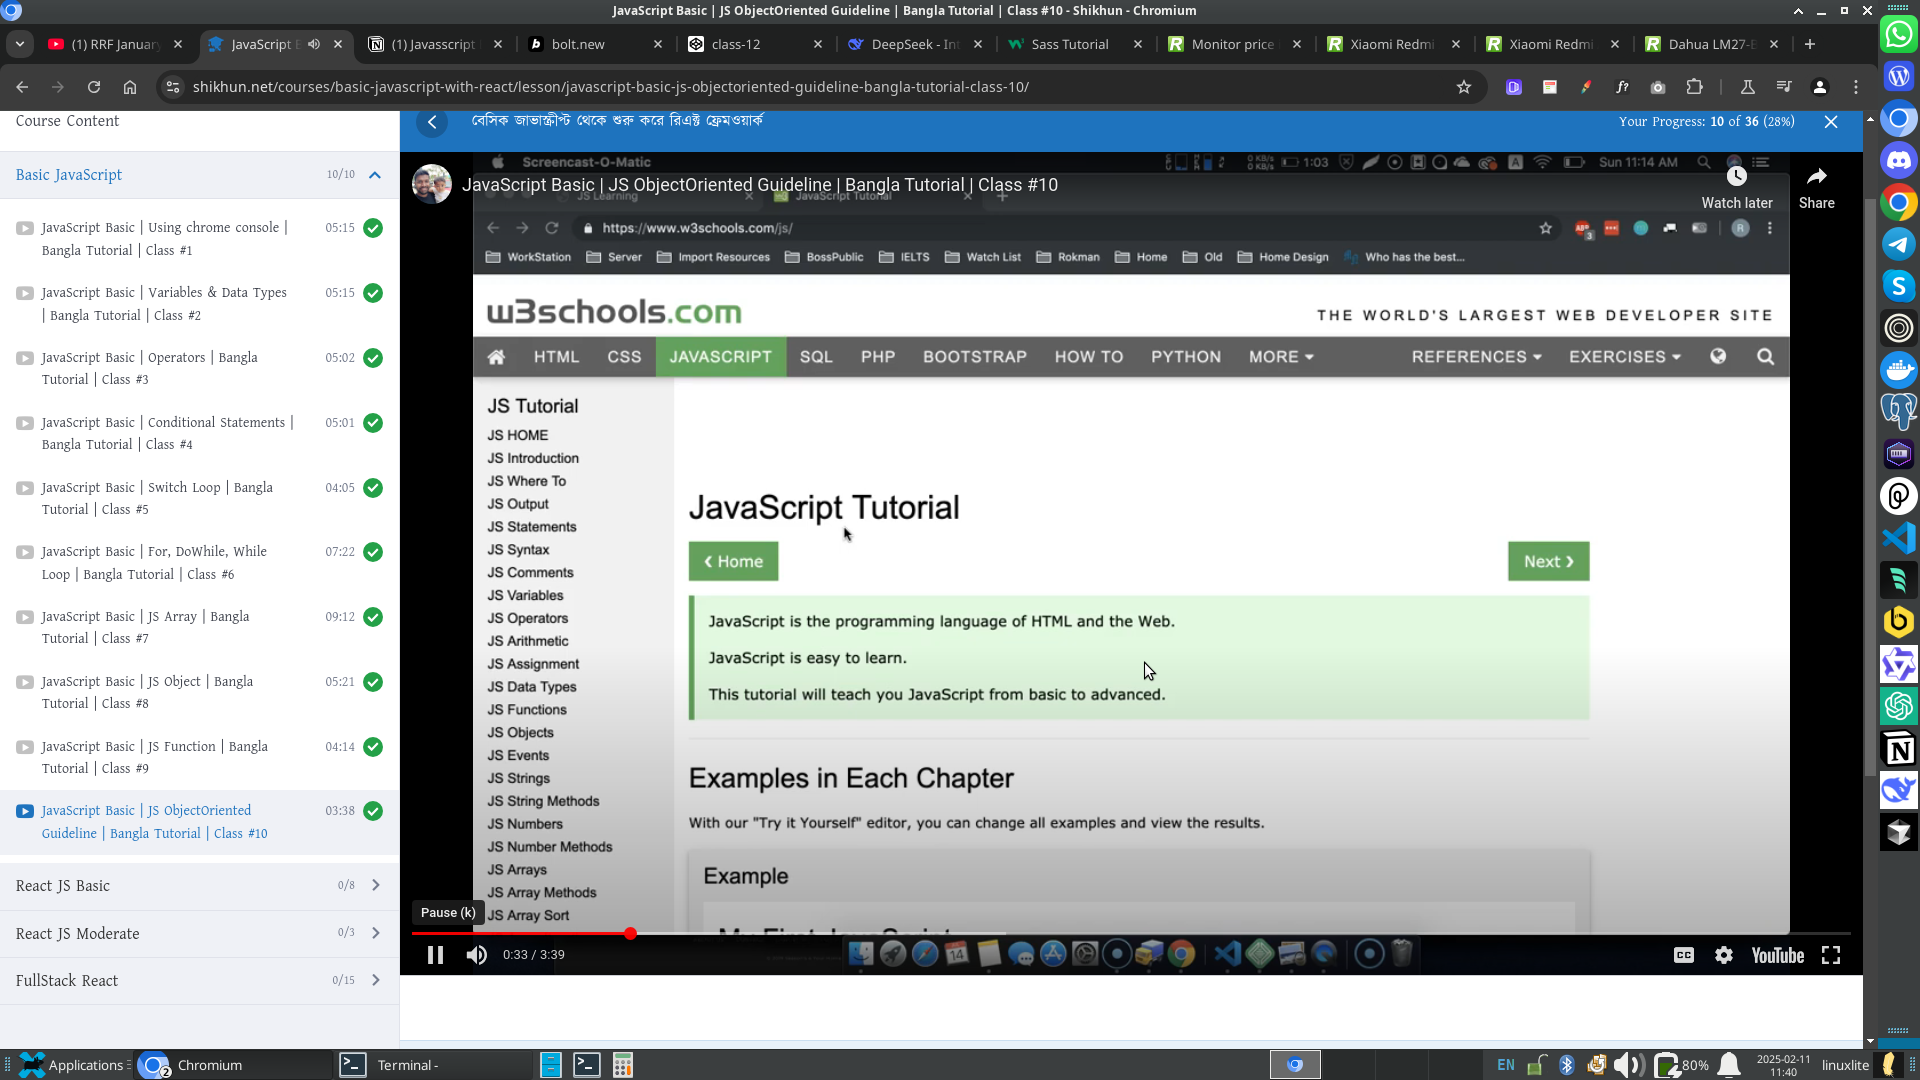 JavaScript Basic | JS ObjectOriented Guideline | Bangla Tutorial | Class #10 - Shikhun - Chromium
(1) RRF January
JavaScript B
(1) Javasscript
bolt.new
class-12
DeepSeek - Int
Sass Tutorial
Monitor price
Xiaomi Redmi
Xiaomi Redmi
Dahua LM27-B
shikhun.net/courses/basic-javascript-with-react/lesson/javascript-basic-js-objectoriented-guideline-bangla-tutorial-class-10/
Course Content
বেসিক জাভাস্ক্রীপ্ট থেকে শুরু করে রিএক্ট ফ্রেমওয়ার্ক
Your Progress: 10 of 36 (28%)
Basic JavaScript 10/10
JavaScript Basic | Using chrome console | 05:15
Bangla Tutorial | Class #1
JavaScript Basic | Variables & Data Types 05:15
| Bangla Tutorial | Class #2
JavaScript Basic | Operators | Bangla 05:02
Tutorial | Class #3
JavaScript Basic | Conditional Statements | 05:01
Bangla Tutorial | Class #4
JavaScript Basic | Switch Loop | Bangla 04:05
Tutorial | Class #5
JavaScript Basic | For, DoWhile, While 07:22
Loop | Bangla Tutorial | Class #6
JavaScript Basic | JS Array | Bangla 09:12
Tutorial | Class #7
JavaScript Basic | JS Object | Bangla 05:21
Tutorial | Class #8
JavaScript Basic | JS Function | Bangla 04:14
Tutorial | Class #9
JavaScript Basic | JS ObjectOriented 03:38
Guideline | Bangla Tutorial | Class #10
React JS Basic 0/8
React JS Moderate 0/3
FullStack React 0/15
Screencast-O-Matic
0 KB/s
0 KB/s
1:03
Sun 11:14 AM
JavaScript Basic | JS ObjectOriented Guideline | Bangla Tutorial | Class #10
Watch later
Share
JS Learning
JavaScript Tutorial
https://www.w3schools.com/js/
WorkStation Server Import Resources BossPublic IELTS Watch List Rokman Home Old Home Design Who has the best...
w3schools.com
THE WORLD'S LARGEST WEB DEVELOPER SITE
HTML CSS JAVASCRIPT SQL PHP BOOTSTRAP HOW TO PYTHON MORE REFERENCES EXERCISES
JS Tutorial
JS HOME
JS Introduction
JS Where To
JS Output
JS Statements
JS Syntax
JS Comments
JS Variables
JS Operators
JS Arithmetic
JS Assignment
JS Data Types
JS Functions
JS Objects
JS Events
JS Strings
JS String Methods
JS Numbers
JS Number Methods
JS Arrays
JS Array Methods
JS Array Sort
JavaScript Tutorial
❮ Home
Next ❯
JavaScript is the programming language of HTML and the Web.
JavaScript is easy to learn.
This tutorial will teach you JavaScript from basic to advanced.
Examples in Each Chapter
With our "Try it Yourself" editor, you can change all examples and view the results.
Example
My First JavaScript
Pause (k)
0:33 / 3:39
CC
YouTube
Applications
2
Chromium
Terminal -
EN
80%
2025-02-11
11:40
linuxlite